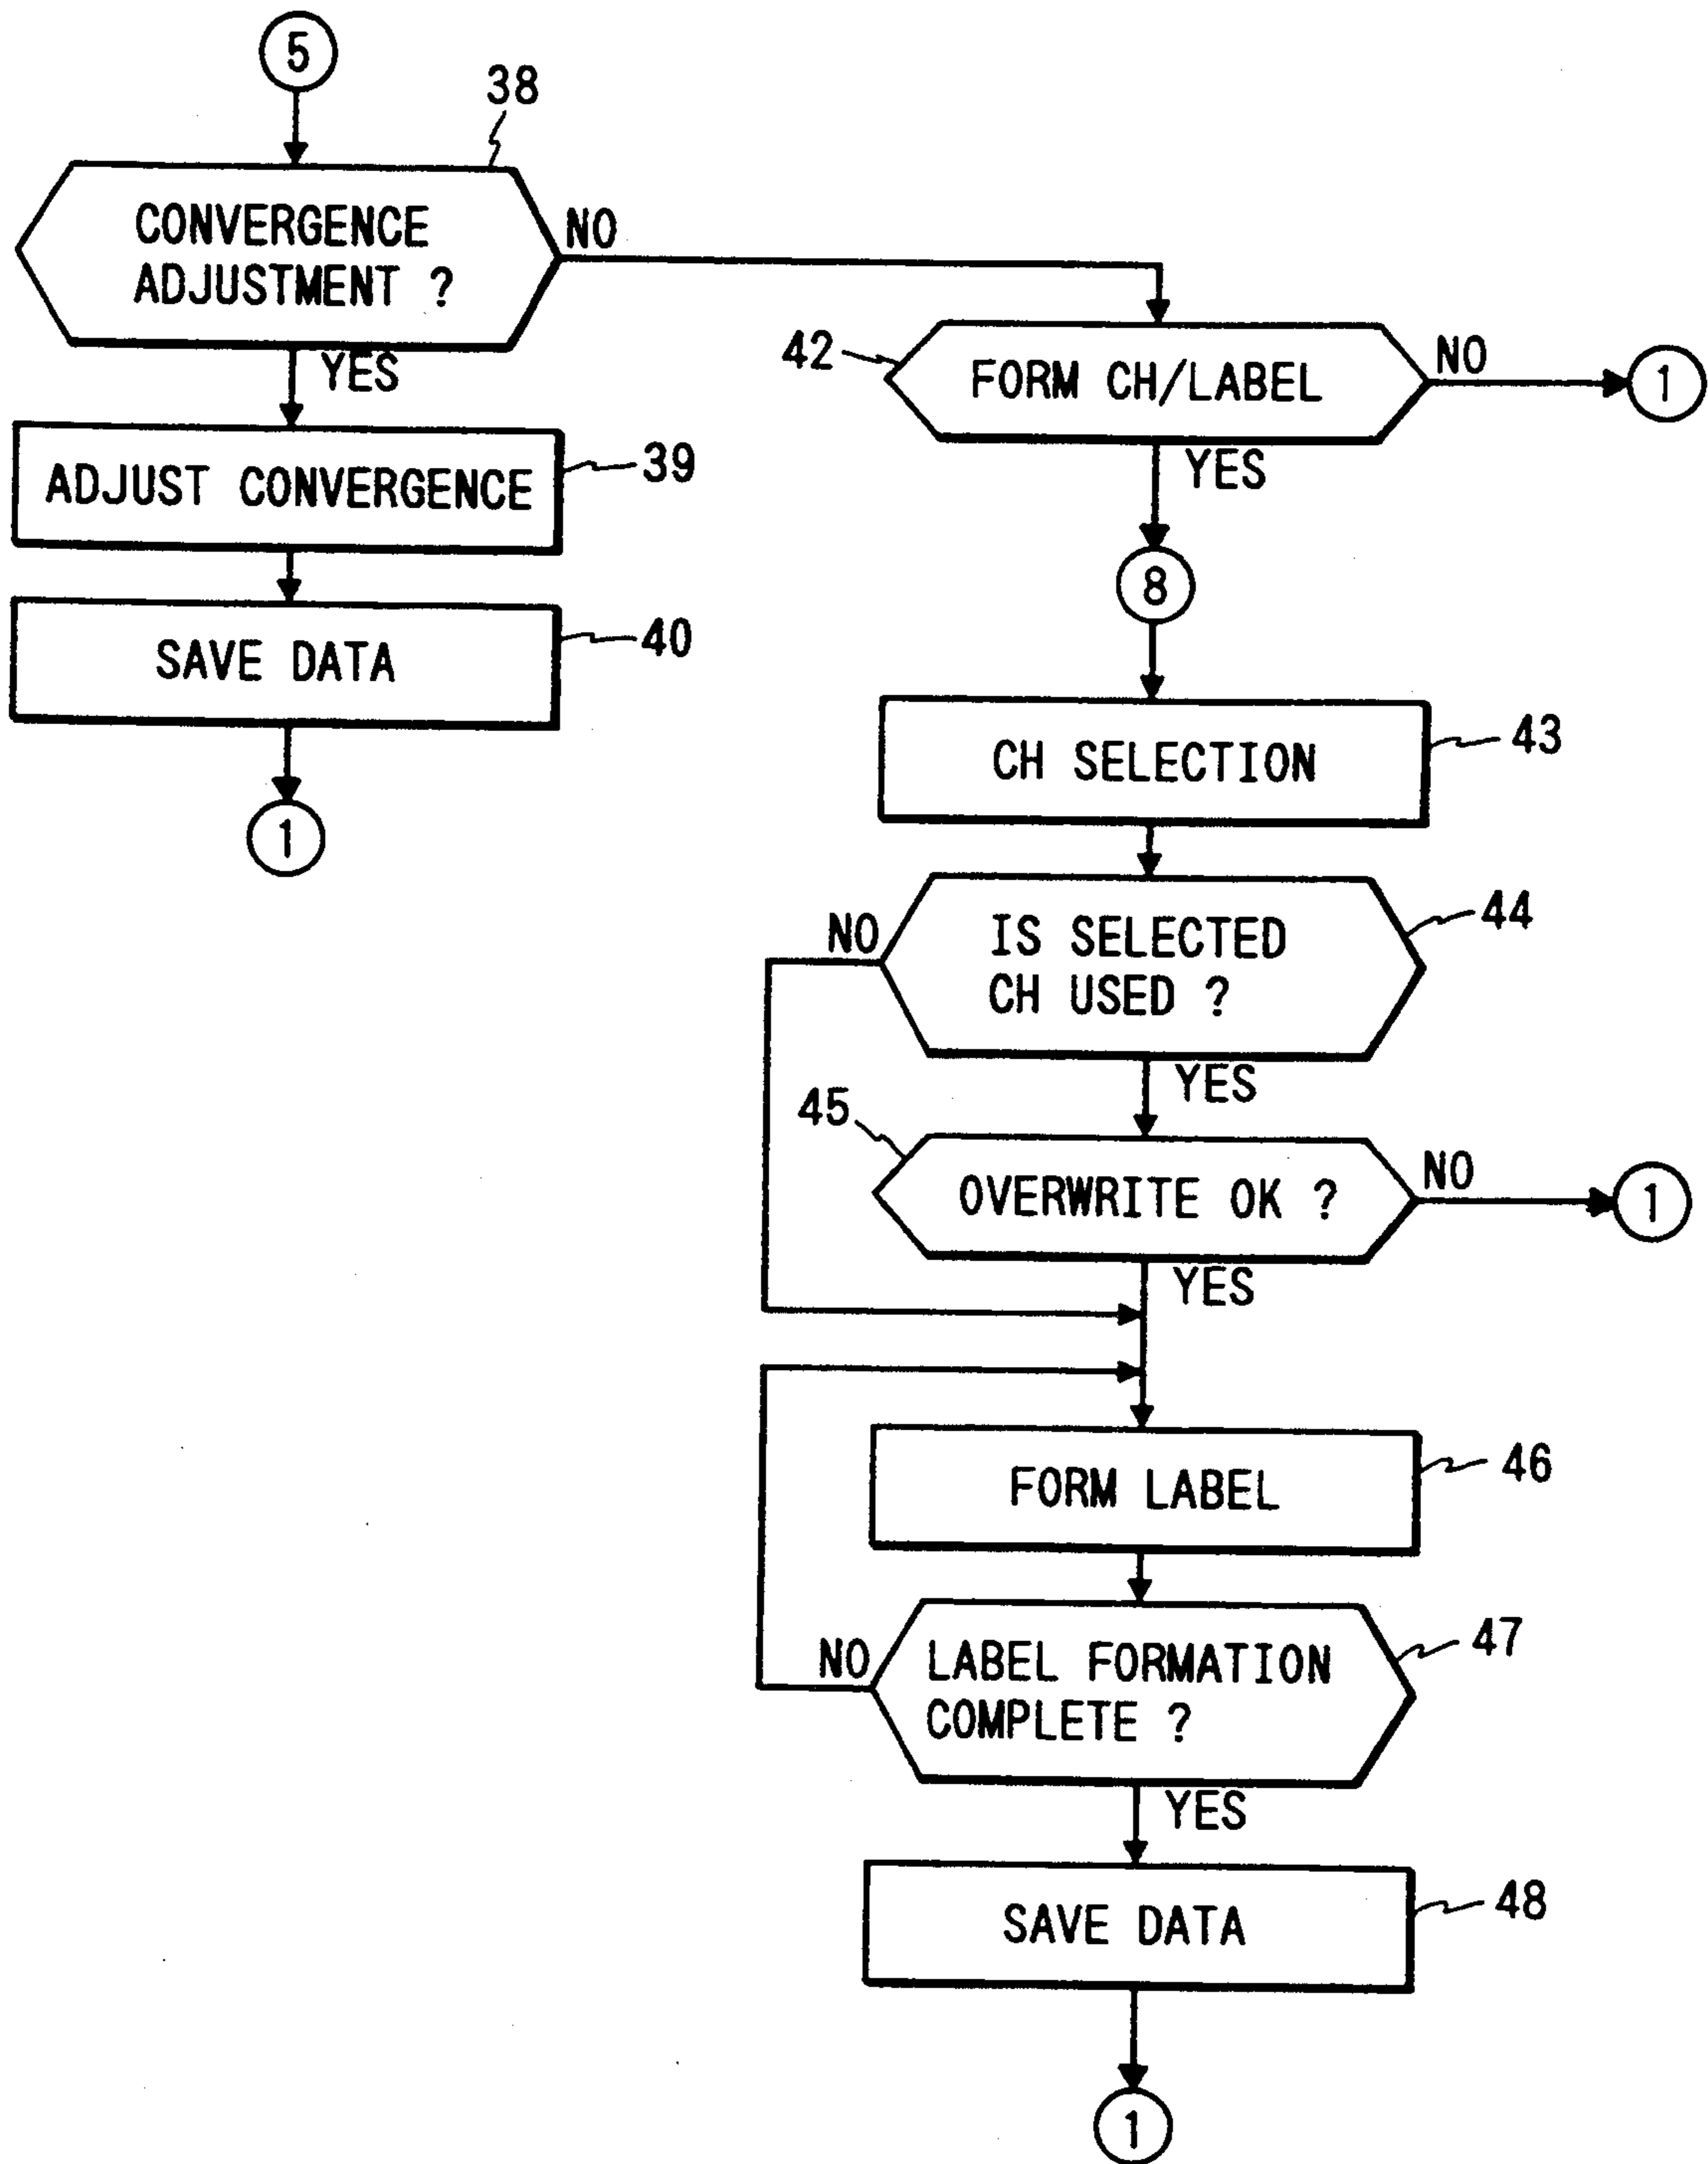 5
38
CONVERGENCE
ADJUSTMENT ?
NO
YES
ADJUST CONVERGENCE
39
SAVE DATA
40
1
42
FORM CH/LABEL
NO
1
YES
8
CH SELECTION
43
IS SELECTED
CH USED ?
44
NO
YES
45
OVERWRITE OK ?
NO
1
YES
FORM LABEL
46
LABEL FORMATION
COMPLETE ?
47
NO
YES
SAVE DATA
48
1